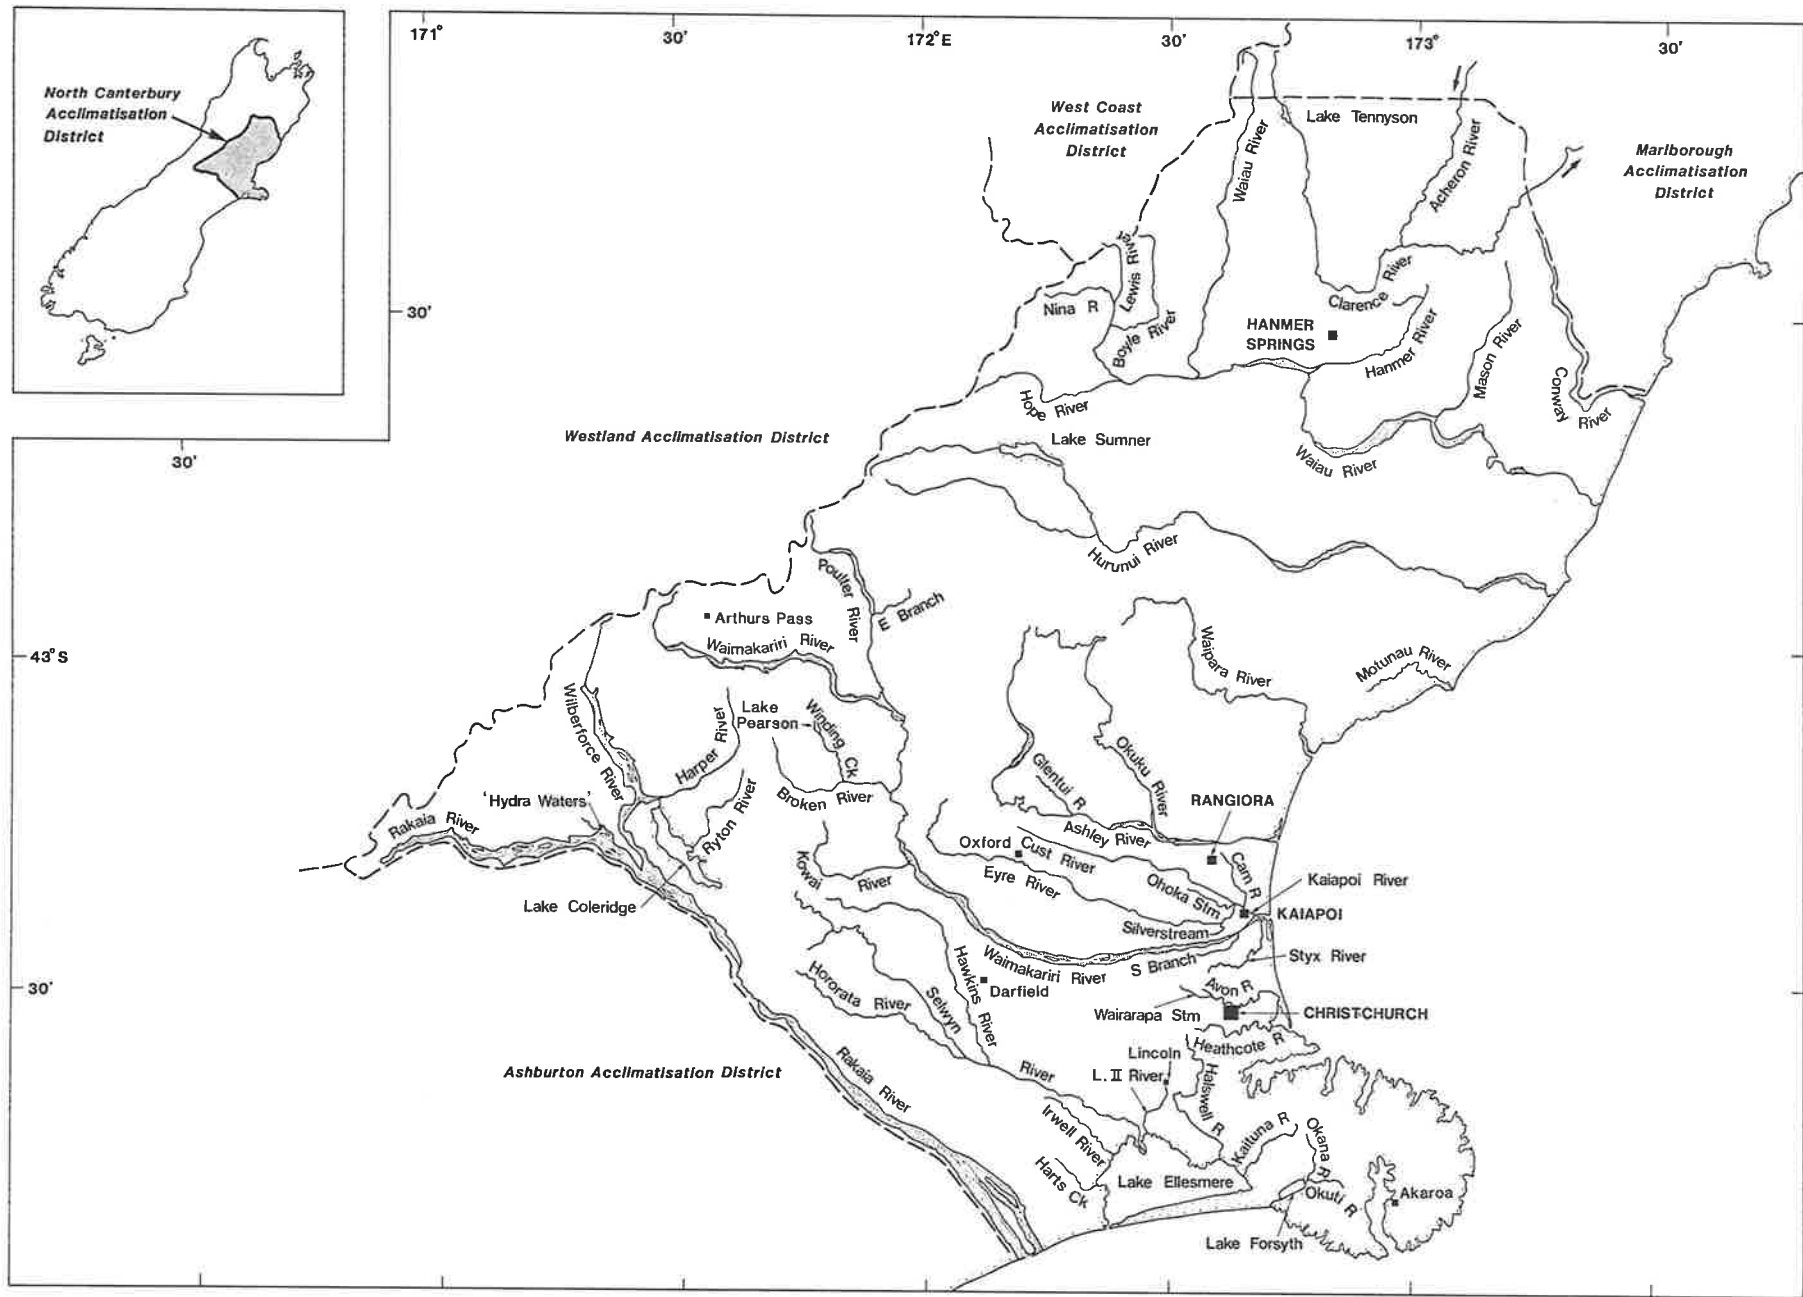 171°
30'
172°E
30'
173°
30'
North Canterbury
Acclimatisation
District
West Coast
Acclimatisation
District
Lake Tennyson
Marlborough
Acclimatisation
District
Waiau River
Acheron River
Lewis River
Nina R
Boyle River
30'
Clarence River
HANMER
SPRINGS
Hanmer River
Mason River
Conway River
Hope River
Westland Acclimatisation District
Lake Sumner
Waiau River
30'
Hurunui River
Poulter River
E Branch
Arthurs Pass
Waimakariri River
43°S
Waipara River
Motunau River
Wilberforce River
Harper River
Lake
Pearson
Winding Ck
Okuku River
Glentui R
'Hydra Waters'
Broken River
Ryton River
RANGIORA
Rakaia River
Ashley River
Oxford
Cust River
Cam R
Kowai River
Eyre River
Ohoka Stm
Kaiapoi River
Lake Coleridge
KAIAPOI
Silverstream
Waimakariri River
S Branch
Styx River
30'
Hororata River
Selwyn River
Hawkins River
Darfield
Avon R
Wairarapa Stm
CHRISTCHURCH
Heathcote R
Lincoln
Ashburton Acclimatisation District
Rakaia River
L.II River
Halswell R
Irwell River
Kaituna R
Okana R
Harts Ck
Lake Ellesmere
Okuti R
Akaroa
Lake Forsyth